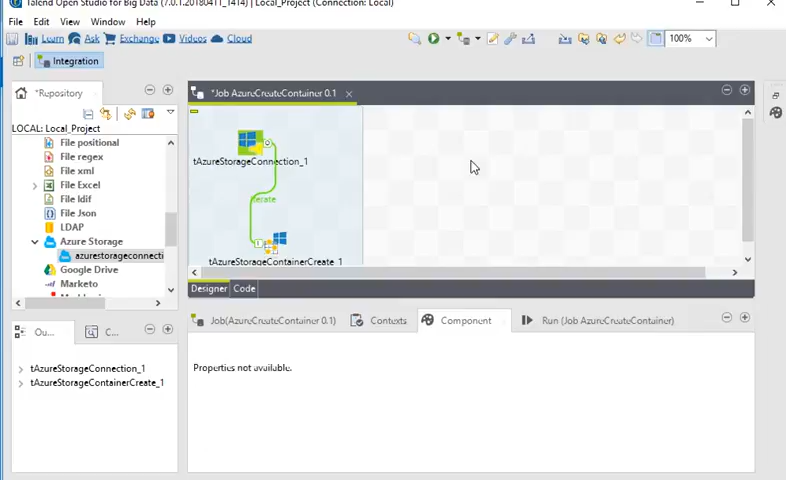 Talend Open Studio for Big Data (7.0.1.20180411_1414) | Local_Project (Connection: Local)
File Edit View Window Help
Learn Ask Exchange Videos Cloud 100%
Integration
*Repository
*Job AzureCreateContainer 0.1
LOCAL: Local_Project
File positional
File regex
File xml
File Excel
File ldif
File Json
LDAP
Azure Storage
azurestorageconnecti
Google Drive
Marketo
tAzureStorageConnection_1
Iterate
tAzureStorageContainerCreate_1
Designer Code
Ou... C...
tAzureStorageConnection_1
tAzureStorageContainerCreate_1
Job(AzureCreateContainer 0.1) Contexts Component Run (Job AzureCreateContainer)
Properties not available.